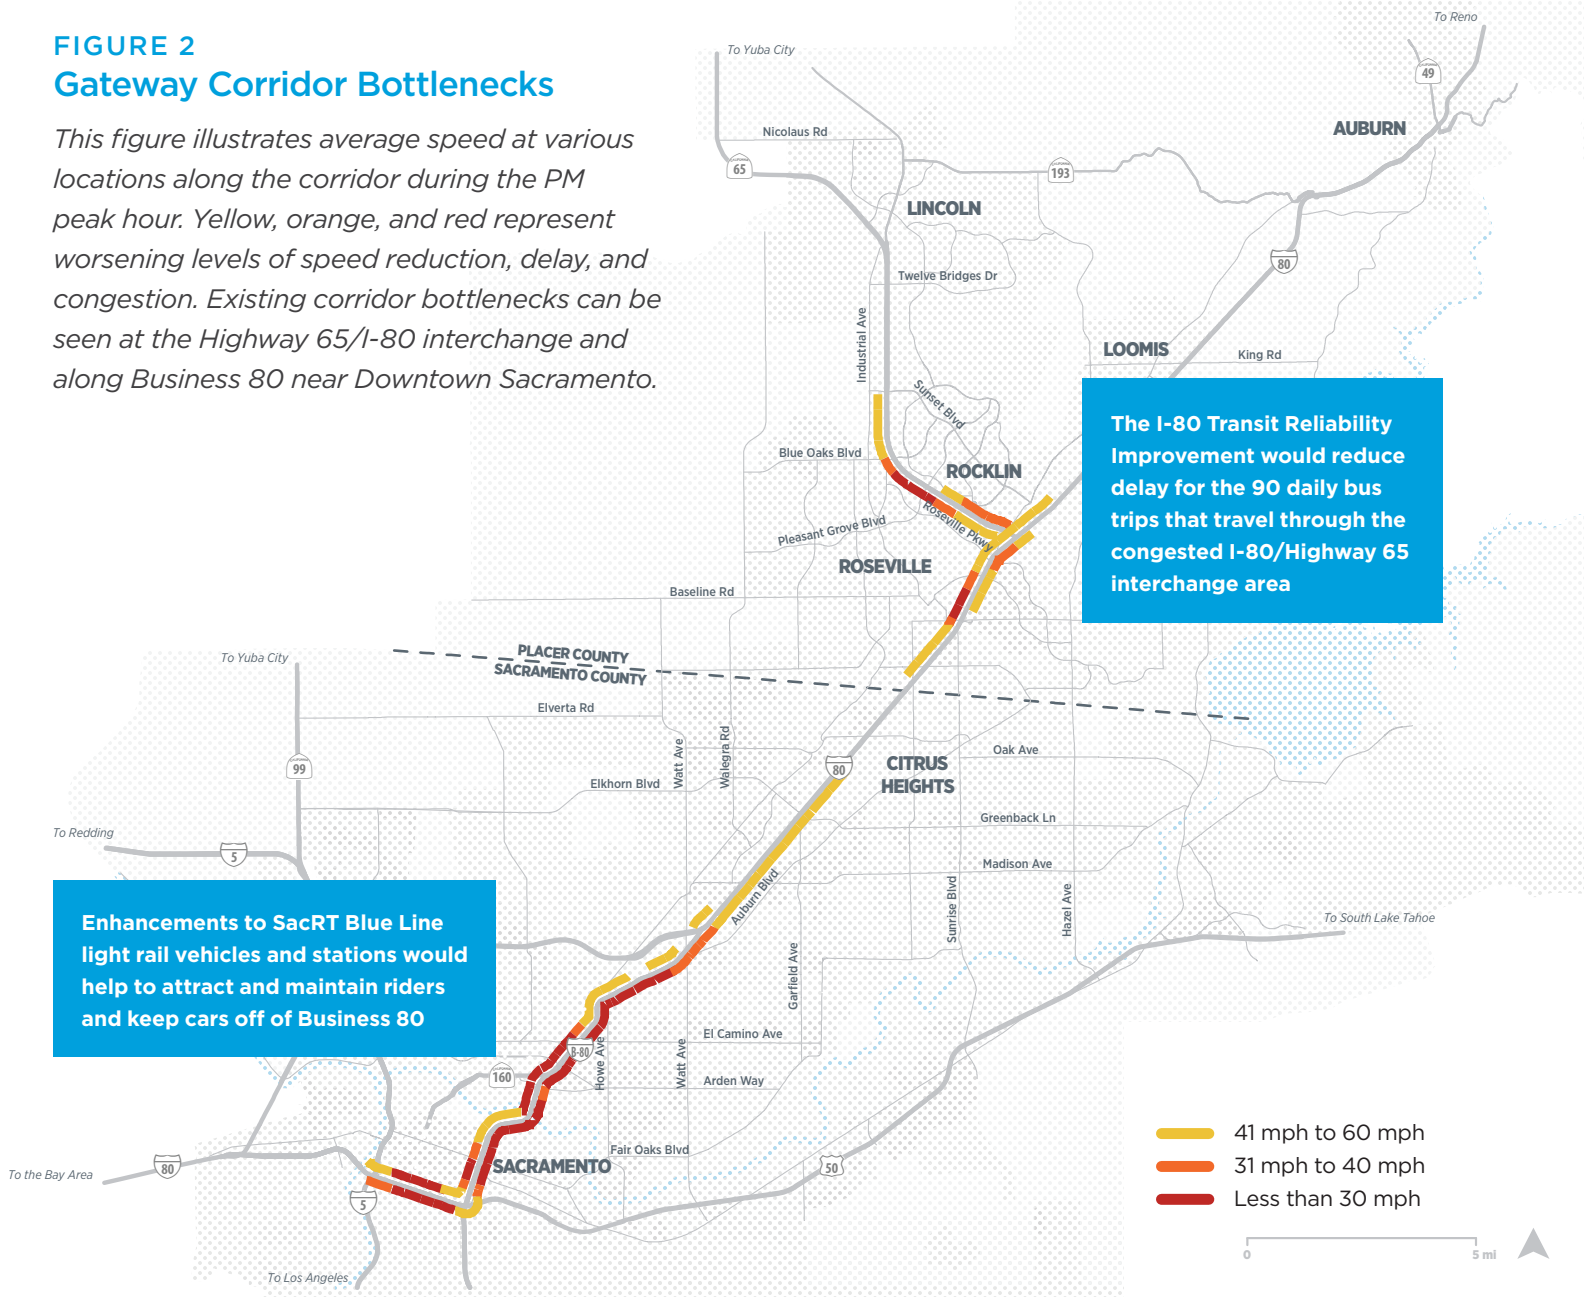 FIGURE 2
Gateway Corridor Bottlenecks
This figure illustrates average speed at various
locations along the corridor during the PM
peak hour. Yellow, orange, and red represent
worsening levels of speed reduction, delay, and
congestion. Existing corridor bottlenecks can be
seen at the Highway 65/I-80 interchange and
along Business 80 near Downtown Sacramento.
To Reno
To Yuba City
49
AUBURN
Nicolaus Rd
65
193
LINCOLN
80
Twelve Bridges Dr
Industrial Ave
LOOMIS
King Rd
Sunset Blvd
The I-80 Transit Reliability
Improvement would reduce
delay for the 90 daily bus
trips that travel through the
congested I-80/Highway 65
interchange area
Blue Oaks Blvd
ROCKLIN
Roseville Pkwy
Pleasant Grove Blvd
ROSEVILLE
Baseline Rd
To Yuba City
PLACER COUNTY
SACRAMENTO COUNTY
Elverta Rd
Watt Ave
Walegra Rd
Oak Ave
99
80
CITRUS
HEIGHTS
Elkhorn Blvd
Greenback Ln
To Redding
5
Madison Ave
Auburn Blvd
Sunrise Blvd
Hazel Ave
To South Lake Tahoe
Enhancements to SacRT Blue Line
light rail vehicles and stations would
help to attract and maintain riders
and keep cars off of Business 80
Garfield Ave
El Camino Ave
B-80
Howe Ave
Watt Ave
160
Arden Way
Fair Oaks Blvd
SACRAMENTO
80
50
To the Bay Area
5
To Los Angeles
41 mph to 60 mph
31 mph to 40 mph
Less than 30 mph
0
5 mi